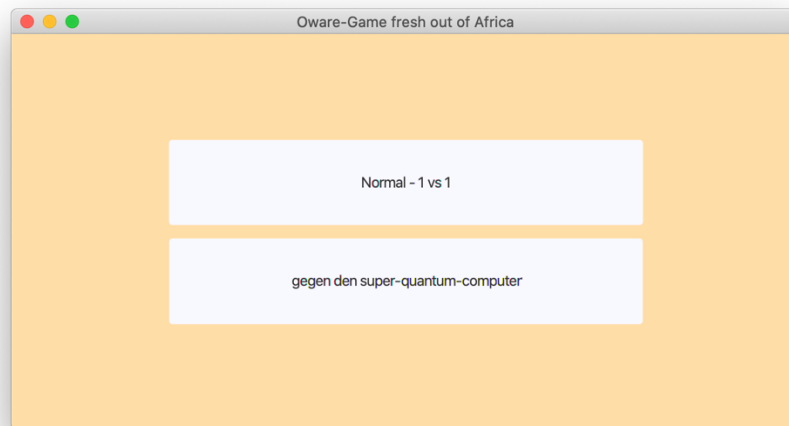 Oware-Game fresh out of Africa
Normal - 1 vs 1
gegen den super-quantum-computer